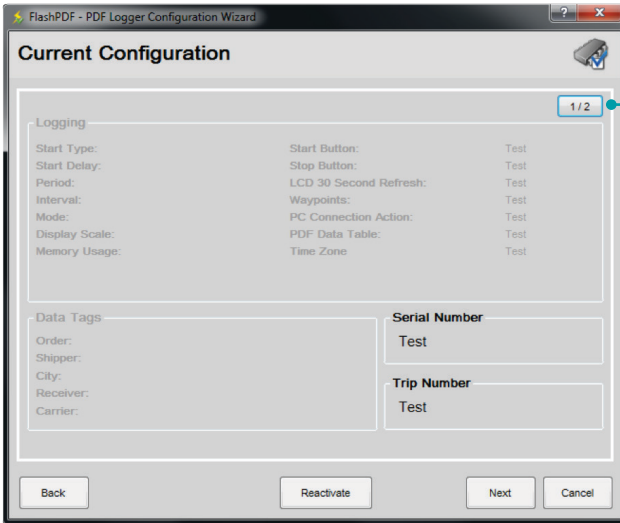 FlashPDF - PDF Logger Configuration Wizard
Current Configuration
1 / 2
Logging
Start Type: Start Button: Test
Start Delay: Stop Button: Test
Period: LCD 30 Second Refresh: Test
Interval: Waypoints: Test
Mode: PC Connection Action: Test
Display Scale: PDF Data Table: Test
Memory Usage: Time Zone Test
Data Tags
Order:
Shipper:
City:
Receiver:
Carrier:
Serial Number
Test
Trip Number
Test
Back Reactivate Next Cancel